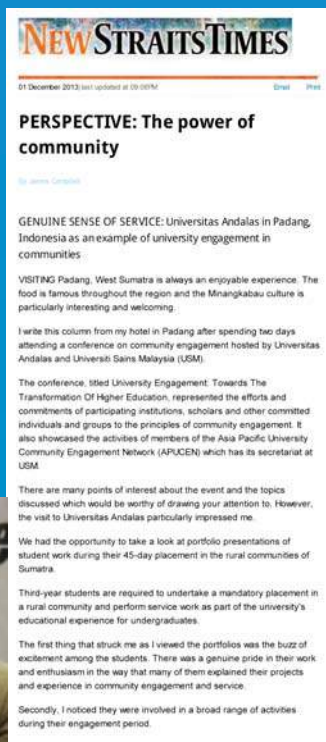 NEW STRAITS TIMES
01 December 2013| last updated at 09:08PM
Email Print
PERSPECTIVE: The power of
community
By James Campbell
GENUINE SENSE OF SERVICE: Universitas Andalas in Padang,
Indonesia as an example of university engagement in
communities
VISITING Padang, West Sumatra is always an enjoyable experience. The
food is famous throughout the region and the Minangkabau culture is
particularly interesting and welcoming.
I write this column from my hotel in Padang after spending two days
attending a conference on community engagement hosted by Universitas
Andalas and Universiti Sains Malaysia (USM).
The conference, titled University Engagement: Towards The
Transformation Of Higher Education, represented the efforts and
commitments of participating institutions, scholars and other committed
individuals and groups to the principles of community engagement. It
also showcased the activities of members of the Asia Pacific University
Community Engagement Network (APUCEN) which has its secretariat at
USM.
There are many points of interest about the event and the topics
discussed which would be worthy of drawing your attention to. However,
the visit to Universitas Andalas particularly impressed me.
We had the opportunity to take a look at portfolio presentations of
student work during their 45-day placement in the rural communities of
Sumatra.
Third-year students are required to undertake a mandatory placement in
a rural community and perform service work as part of the university's
educational experience for undergraduates.
The first thing that struck me as I viewed the portfolios was the buzz of
excitement among the students. There was a genuine pride in their work
and enthusiasm in the way that many of them explained their projects
and experience in community engagement and service.
Secondly, I noticed they were involved in a broad range of activities
during their engagement period.